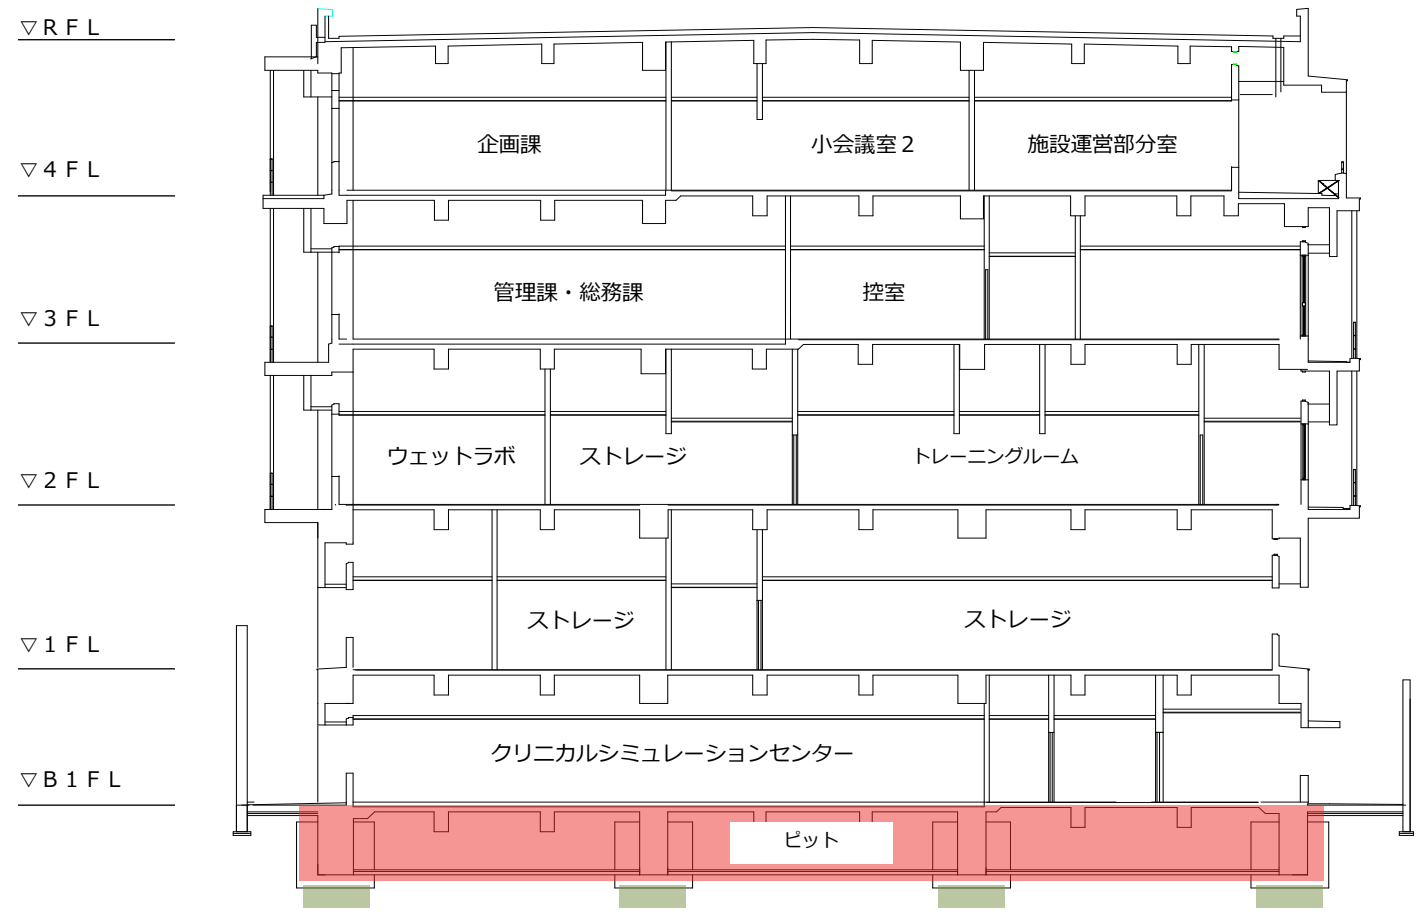 ▽ＲＦＬ
企画課
小会議室２
施設運営部分室
▽４ＦＬ
管理課・総務課
控室
▽３ＦＬ
ウェットラボ
ストレージ
トレーニングルーム
▽２ＦＬ
ストレージ
ストレージ
▽１ＦＬ
クリニカルシミュレーションセンター
▽Ｂ１ＦＬ
ピット